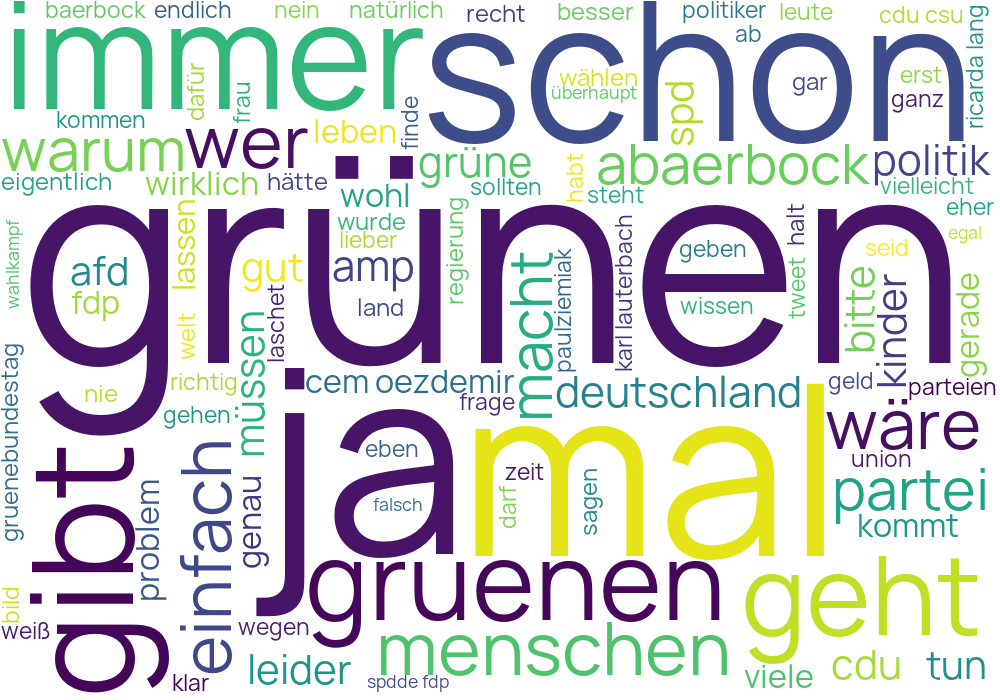 baerbock endlich nein natürlich recht besser politiker leute cdu csu
immer schon ab
wählen gar erst ricarda lang
dafür frau überhaupt spd ganz
kommen finde
warum wer leben
grüne abaerbock politik
eigentlich wirklich hätte wohl sollten habt steht vielleicht
grünen
wurde eher
lieber egal
wahlkampf lassen regierung karl lauterbach halt
afd gut amp geben seid
fdp land wissen tweet
welt laschet macht paulziemiak bitte kinder gerade
gruenebundestag nie richtig müssen cem oezdemir deutschland geld parteien
gehen frage
ja mal wäre
gibt einfach eben union
problem genau zeit partei
falsch darf sagen kommt
gruenen geht
bild
weiß wegen menschen
leider viele cdu tun
klar spdde fdp